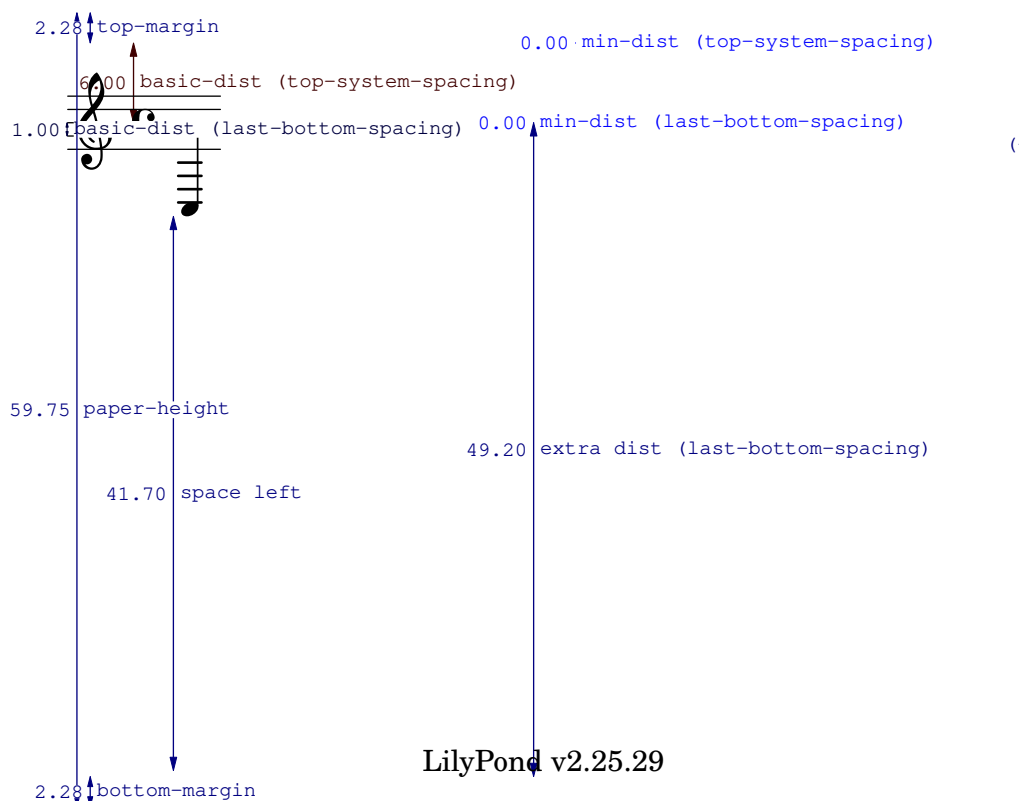 2.28 top-margin
0.00 min-dist (top-system-spacing)
6.00 basic-dist (top-system-spacing)
1.00 basic-dist (last-bottom-spacing)
0.00 min-dist (last-bottom-spacing)
(
59.75 paper-height
49.20 extra dist (last-bottom-spacing)
41.70 space left
LilyPond v2.25.29
2.28 bottom-margin